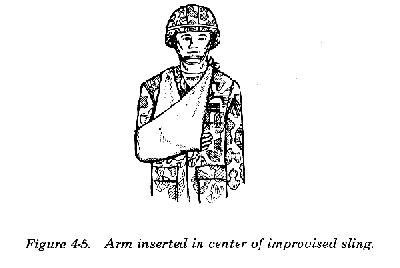 Figure 4-5. Arm inserted in center of improvised sling.